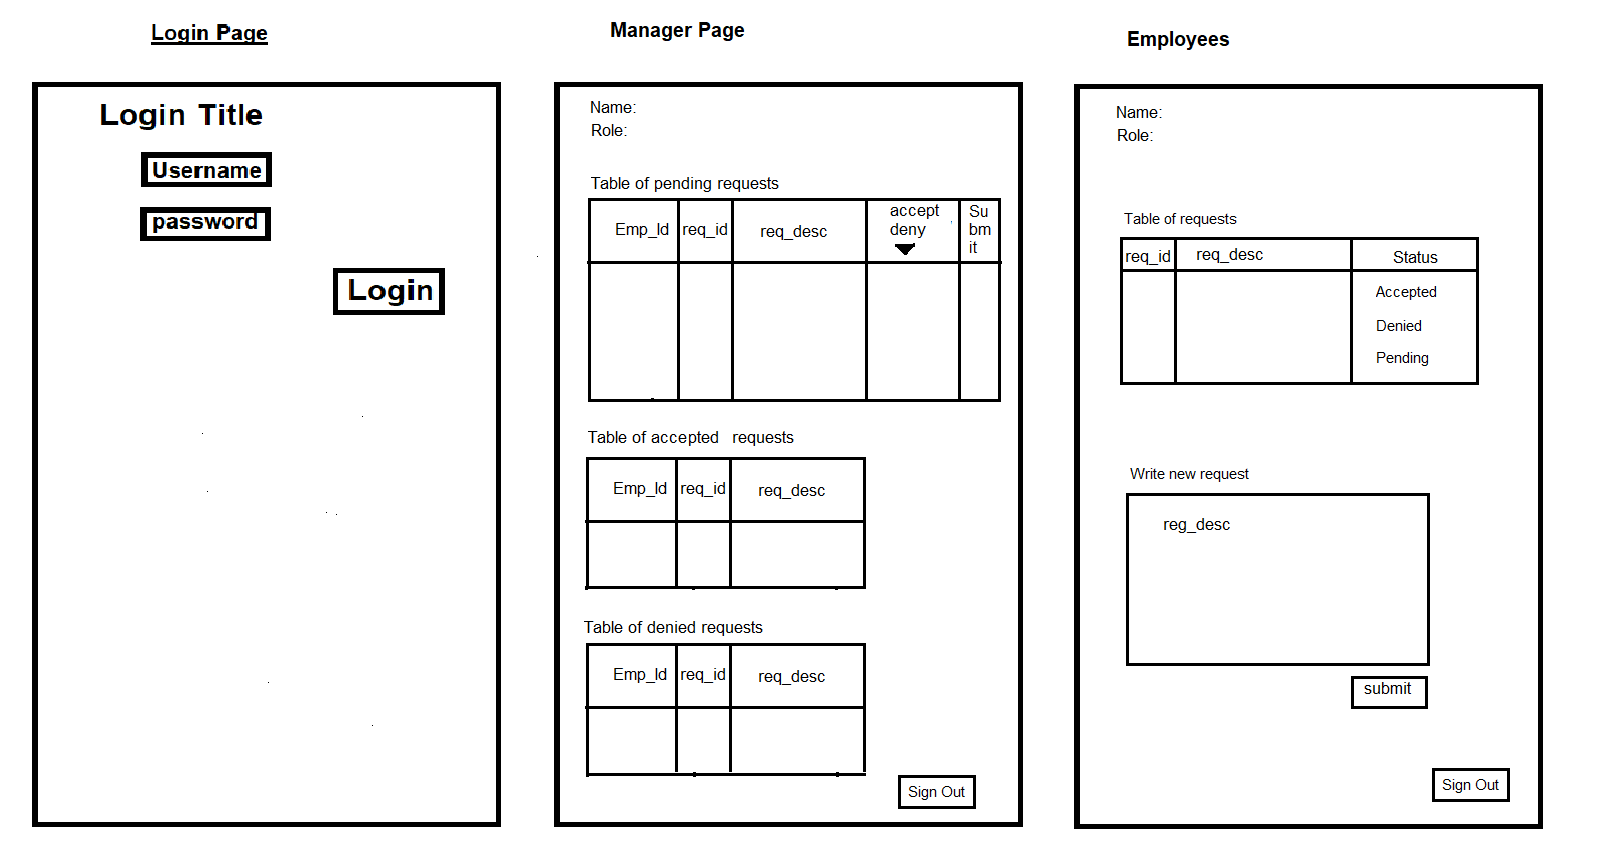 Login Page
Login Title
Username
password
Login
Manager Page
Name:
Role:
Table of pending requests
Emp_Id req_id req_desc accept deny Su bm it
Table of accepted requests
Emp_Id req_id req_desc
Table of denied requests
Emp_Id req_id req_desc
Sign Out
Employees
Name:
Role:
Table of requests
req_id req_desc Status
Accepted
Denied
Pending
Write new request
reg_desc
submit
Sign Out